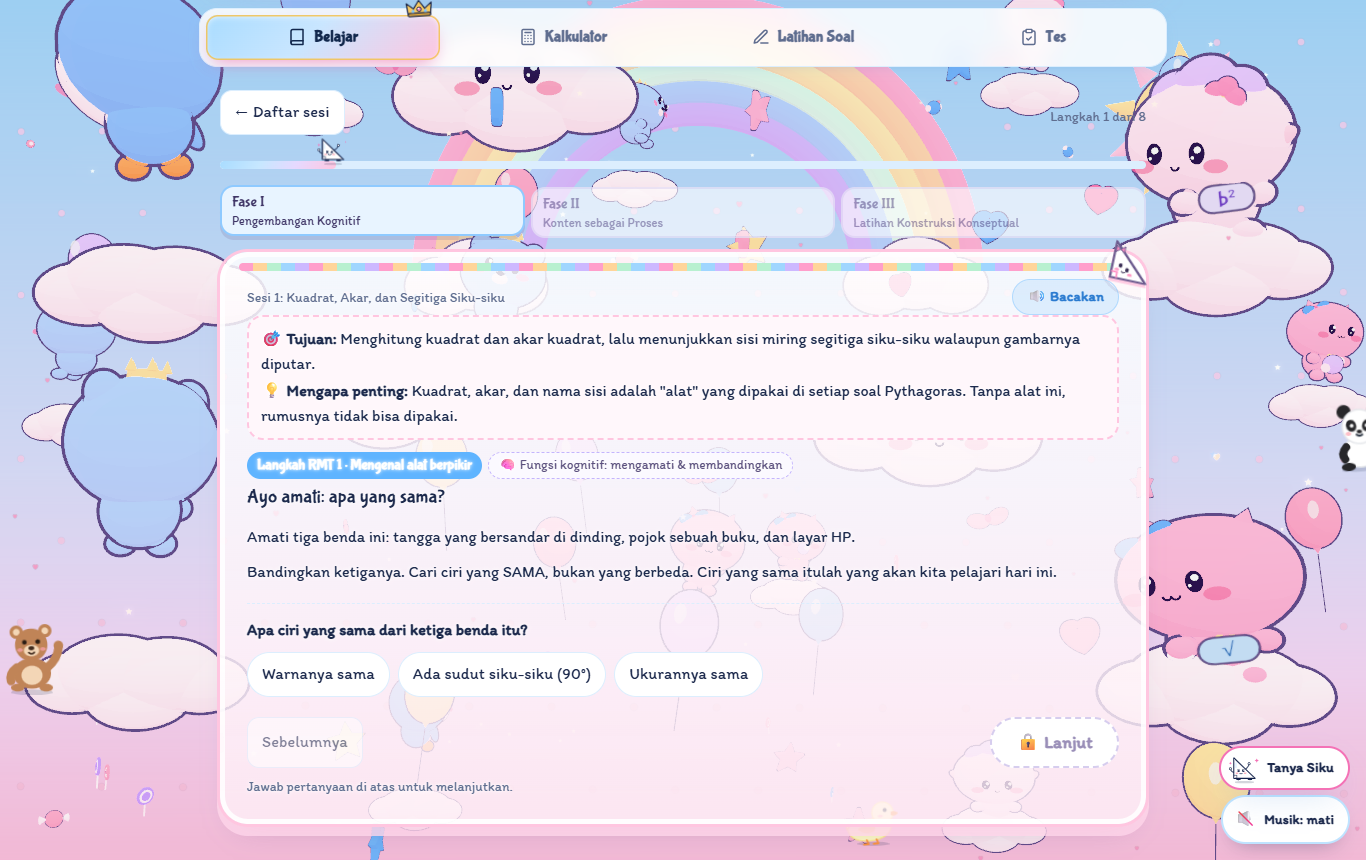 Belajar
Kalkulator
Latihan Soal
Tes
← Daftar sesi
Langkah 1 dari 8
b²
Fase I
Pengembangan Kognitif
Fase II
Konten sebagai Proses
Fase III
Latihan Konstruksi Konseptual
Sesi 1: Kuadrat, Akar, dan Segitiga Siku-siku
Bacakan
Tujuan: Menghitung kuadrat dan akar kuadrat, lalu menunjukkan sisi miring segitiga siku-siku walaupun gambarnya
diputar.
Mengapa penting: Kuadrat, akar, dan nama sisi adalah "alat" yang dipakai di setiap soal Pythagoras. Tanpa alat ini,
rumusnya tidak bisa dipakai.
Langkah RMT 1 · Mengenal alat berpikir
Fungsi kognitif: mengamati & membandingkan
Ayo amati: apa yang sama?
Amati tiga benda ini: tangga yang bersandar di dinding, pojok sebuah buku, dan layar HP.
Bandingkan ketiganya. Cari ciri yang SAMA, bukan yang berbeda. Ciri yang sama itulah yang akan kita pelajari hari ini.
Apa ciri yang sama dari ketiga benda itu?
√
Warnanya sama
Ada sudut siku-siku (90°)
Ukurannya sama
Sebelumnya
Lanjut
Jawab pertanyaan di atas untuk melanjutkan.
Tanya Siku
Musik: mati